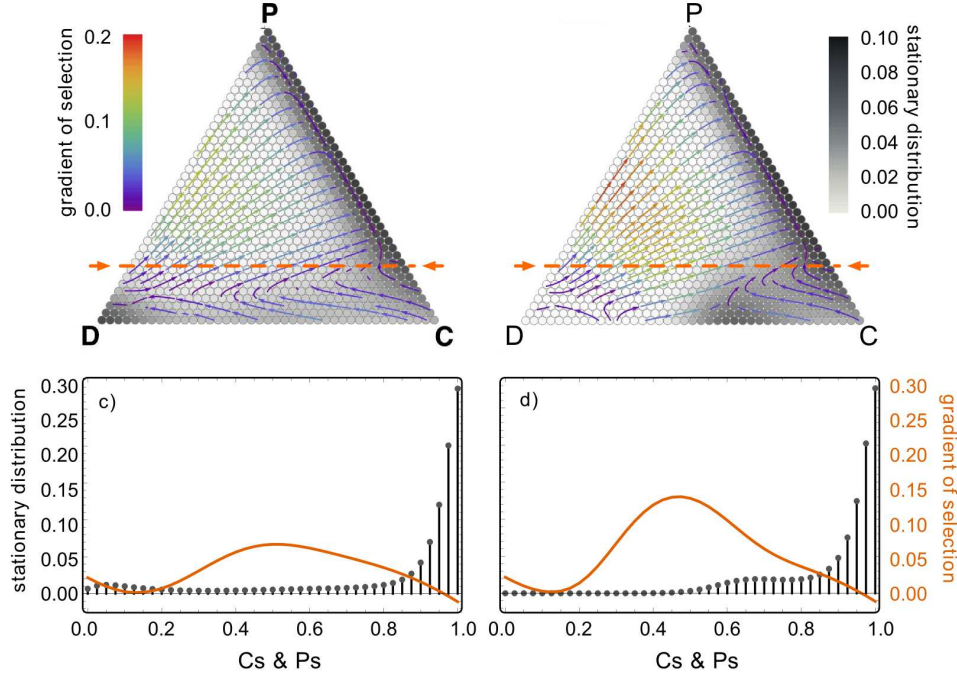 P
P
0.2
0.1
0.0
gradient of selection
0.10
0.08
0.06
0.04
0.02
0.00
stationary distribution
D
C
D
C
c)
0.30
0.25
0.20
0.15
0.10
0.05
0.00
stationary distribution
0.0
0.2
0.4
0.6
0.8
1.0
Cs & Ps
d)
0.30
0.25
0.20
0.15
0.10
0.05
0.00
gradient of selection
0.0
0.2
0.4
0.6
0.8
1.0
Cs & Ps